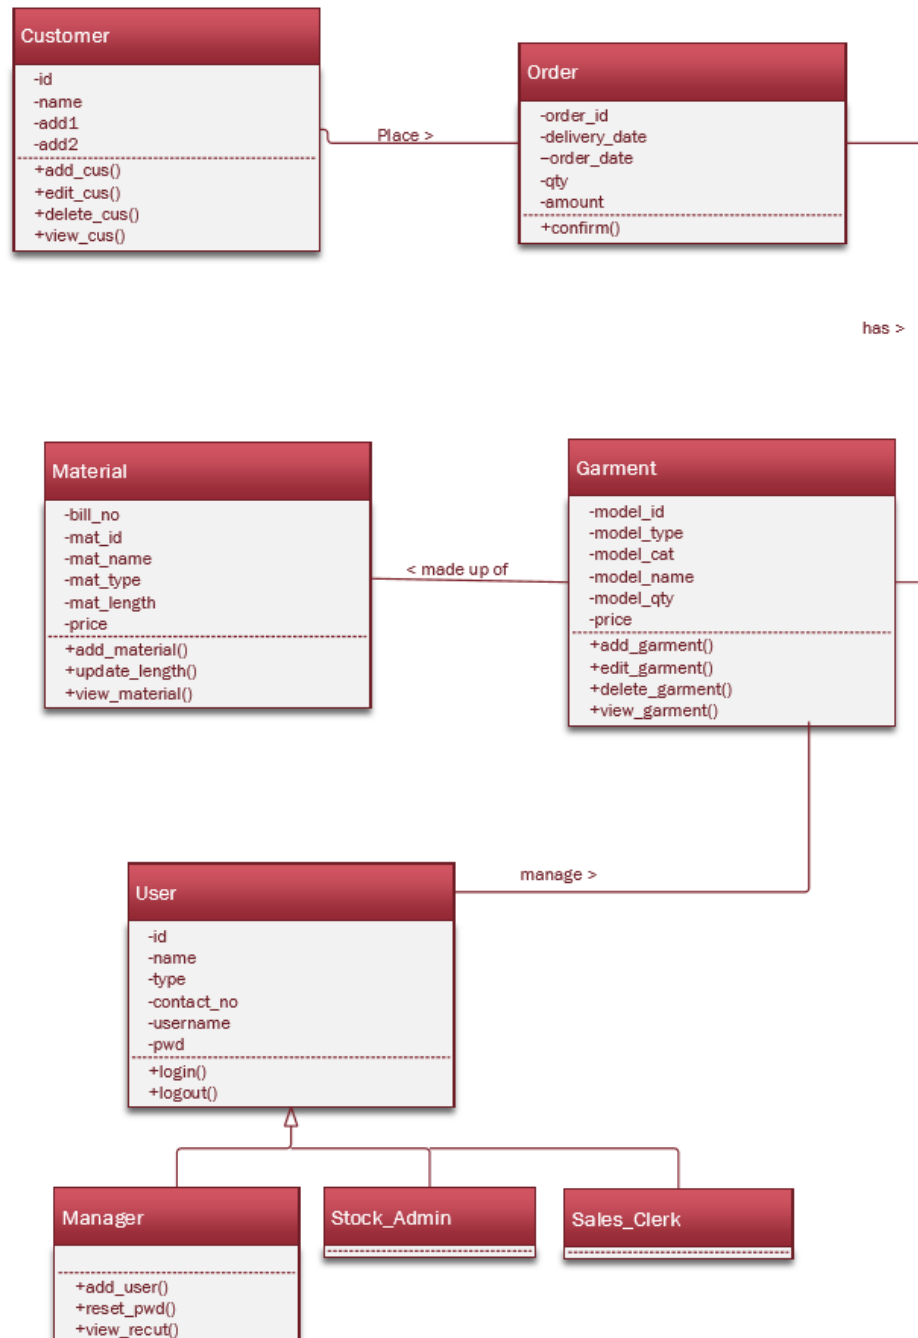 Customer
-id
-name
-add1
-add2
+add_cus()
+edit_cus()
+delete_cus()
+view_cus()
Place >
Order
-order_id
-delivery_date
–order_date
-qty
-amount
+confirm()
has >
Material
-bill_no
-mat_id
-mat_name
-mat_type
-mat_length
-price
+add_material()
+update_length()
+view_material()
< made up of
Garment
-model_id
-model_type
-model_cat
-model_name
-model_qty
-price
+add_garment()
+edit_garment()
+delete_garment()
+view_garment()
User
-id
-name
-type
-contact_no
-username
-pwd
+login()
+logout()
manage >
Manager
+add_user()
+reset_pwd()
+view_recut()
Stock_Admin
Sales_Clerk